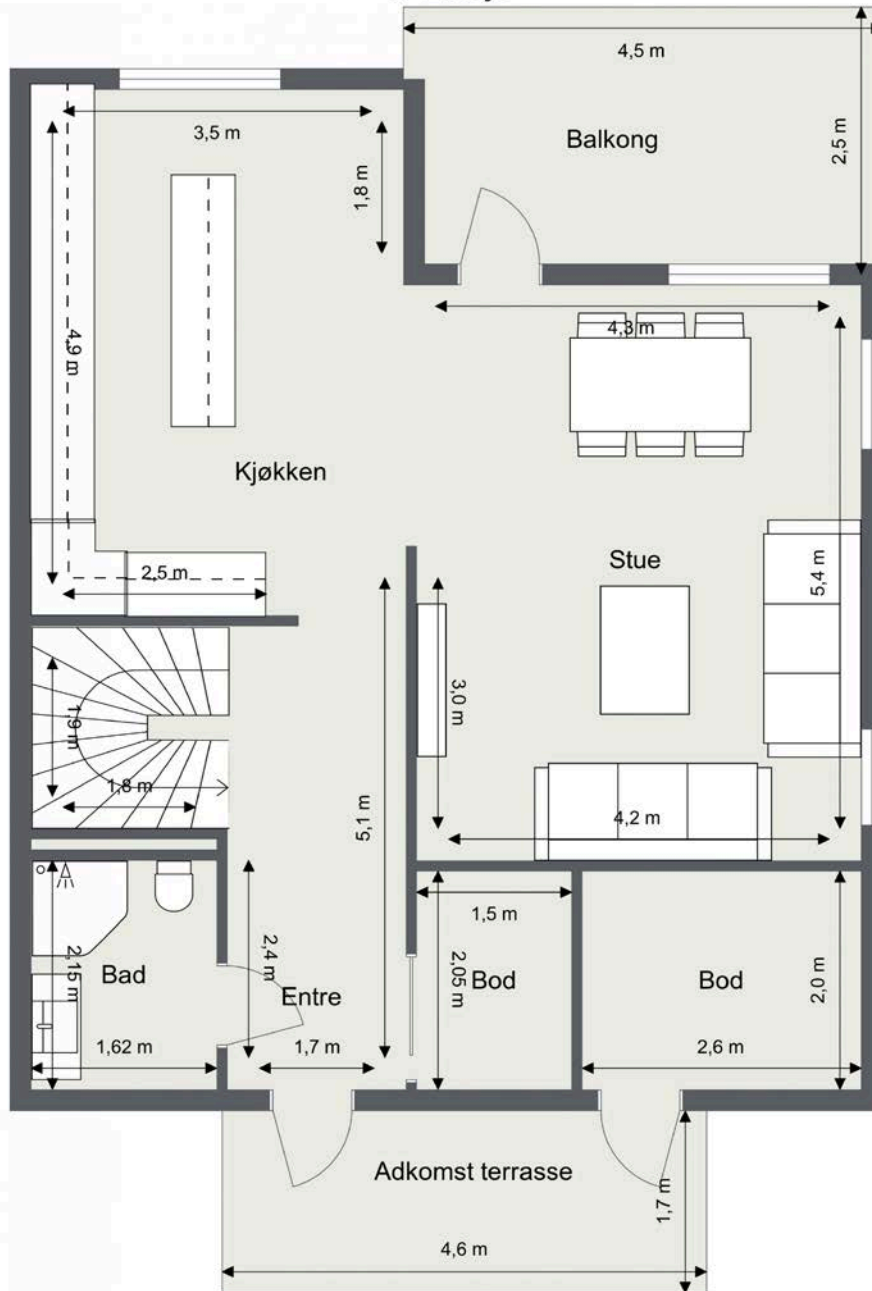 4,5 m
3,5 m
Balkong
2,5 m
1,8 m
4,3 m
4,9 m
Kjøkken
Stue
2,5 m
5,4 m
3,0 m
1,9 m
1,8 m
5,1 m
4,2 m
1,5 m
2,4 m
2,15 m
Bad
2,05 m
Bod
Bod
2,0 m
Entre
1,62 m
1,7 m
2,6 m
Adkomst terrasse
1,7 m
4,6 m